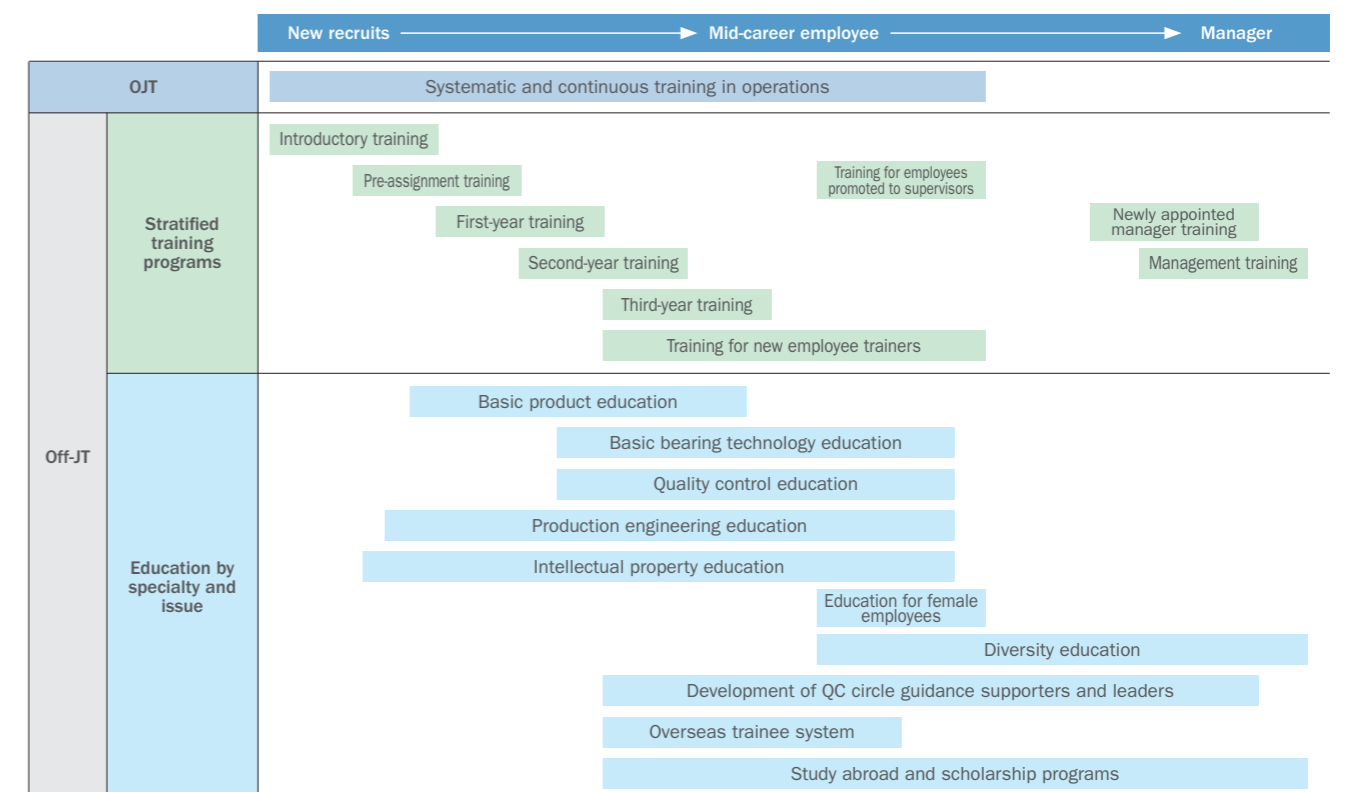 New recruits
Mid-career employee
Manager
OJT
Systematic and continuous training in operations
Off-JT
Stratified
training
programs
Introductory training
Pre-assignment training
Training for employees
promoted to supervisors
First-year training
Newly appointed
manager training
Second-year training
Management training
Third-year training
Training for new employee trainers
Education by
specialty and
issue
Basic product education
Basic bearing technology education
Quality control education
Production engineering education
Intellectual property education
Education for female
employees
Diversity education
Development of QC circle guidance supporters and leaders
Overseas trainee system
Study abroad and scholarship programs